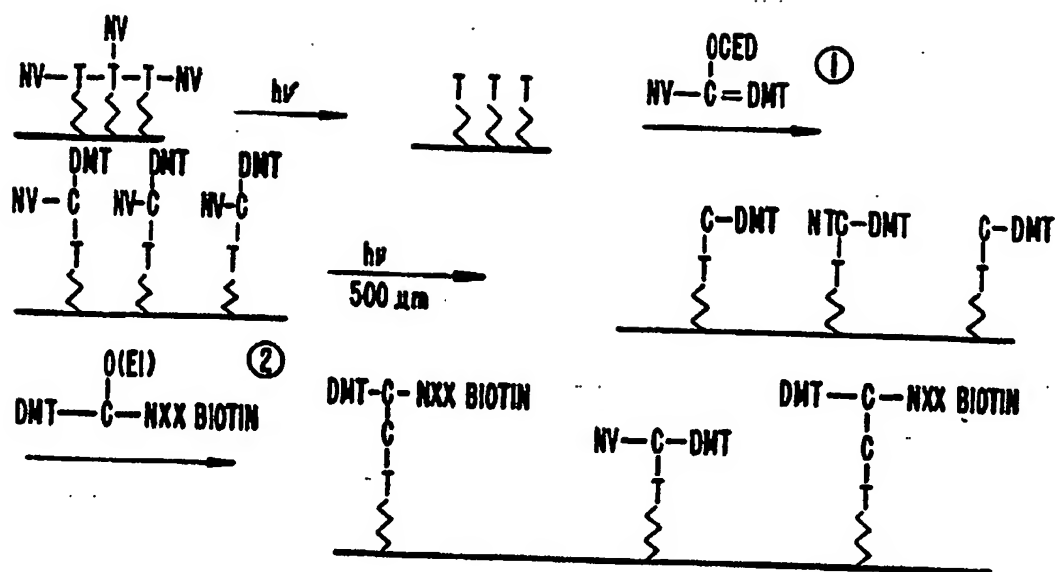 NV
NV—T—T—T—NV
hν
T T T
OCED
NV—C=DMT
①
DMT DMT DMT
NV—C NV—C NV—C
T T T
hν
500 µm
C—DMT NTC—DMT C—DMT
T T T
②
O(EI)
DMT—C—NXX BIOTIN
DMT—C—NXX BIOTIN
C
T
NV—C—DMT
T
DMT—C—NXX BIOTIN
C
T